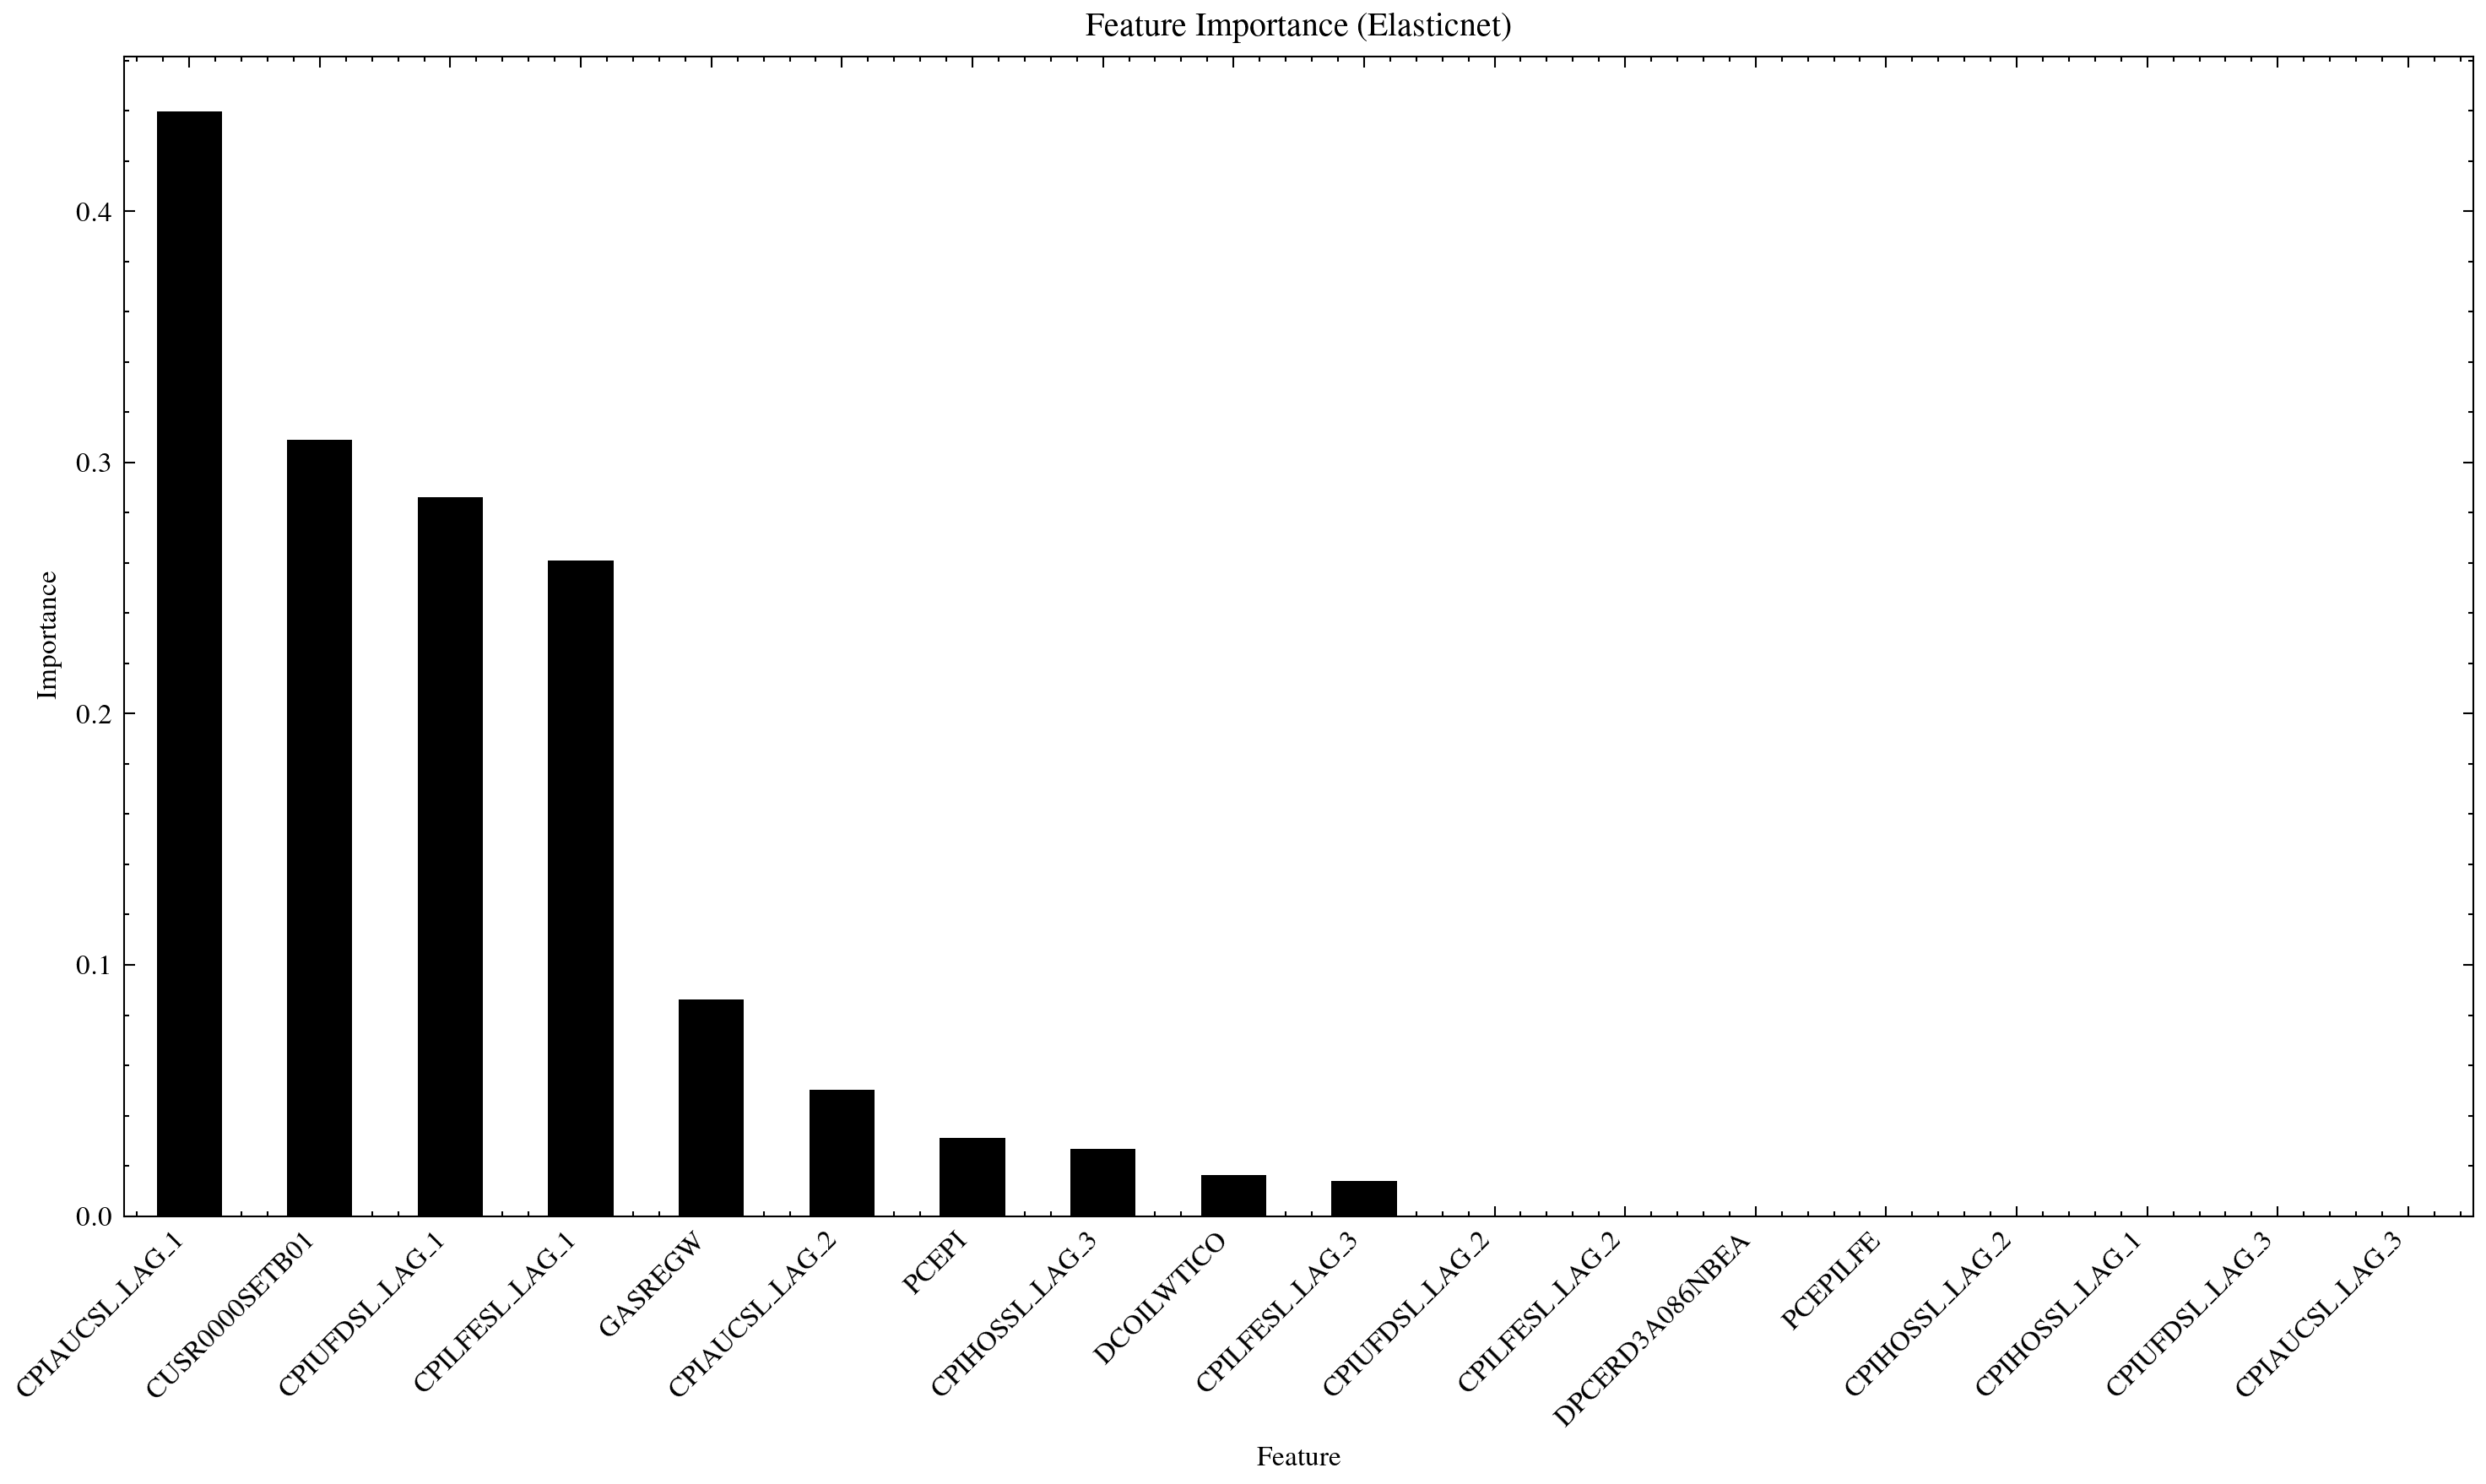 Feature Importance (Elasticnet)
Importance
0.4
0.3
0.2
0.1
0.0
CPIAUCSL_LAG_1
CUSR0000SETB01
CPIUFDSL_LAG_1
CPILFESL_LAG_1
GASREGW
CPIAUCSL_LAG_2
PCEPI
CPIHOSSL_LAG_3
DCOILWTICO
CPILFESL_LAG_3
CPIUFDSL_LAG_2
CPILFESL_LAG_2
DPCERD3A086NBEA
PCEPILFE
CPIHOSSL_LAG_2
CPIHOSSL_LAG_1
CPIUFDSL_LAG_3
CPIAUCSL_LAG_3
Feature